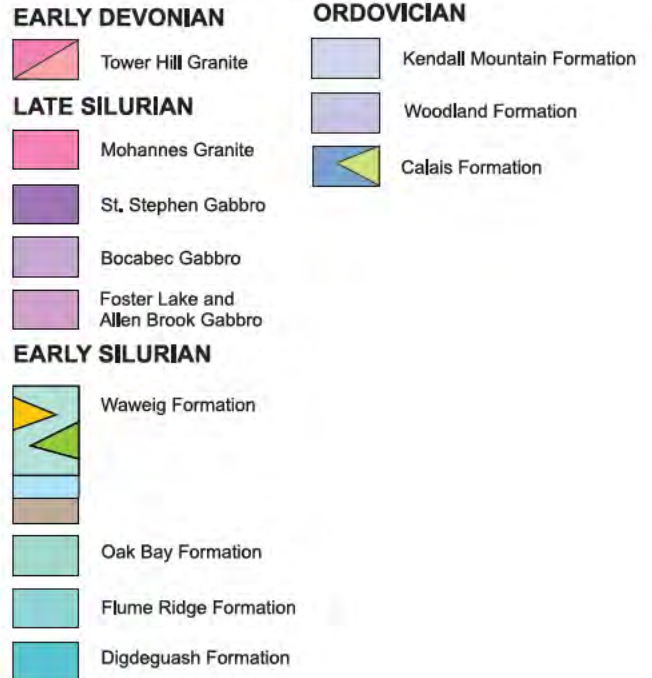 EARLY DEVONIAN
Tower Hill Granite
LATE SILURIAN
Mohannes Granite
St. Stephen Gabbro
Bocabec Gabbro
Foster Lake and
Allen Brook Gabbro
EARLY SILURIAN
Waweig Formation
Oak Bay Formation
Flume Ridge Formation
Digdeguash Formation
ORDOVICIAN
Kendall Mountain Formation
Woodland Formation
Calais Formation